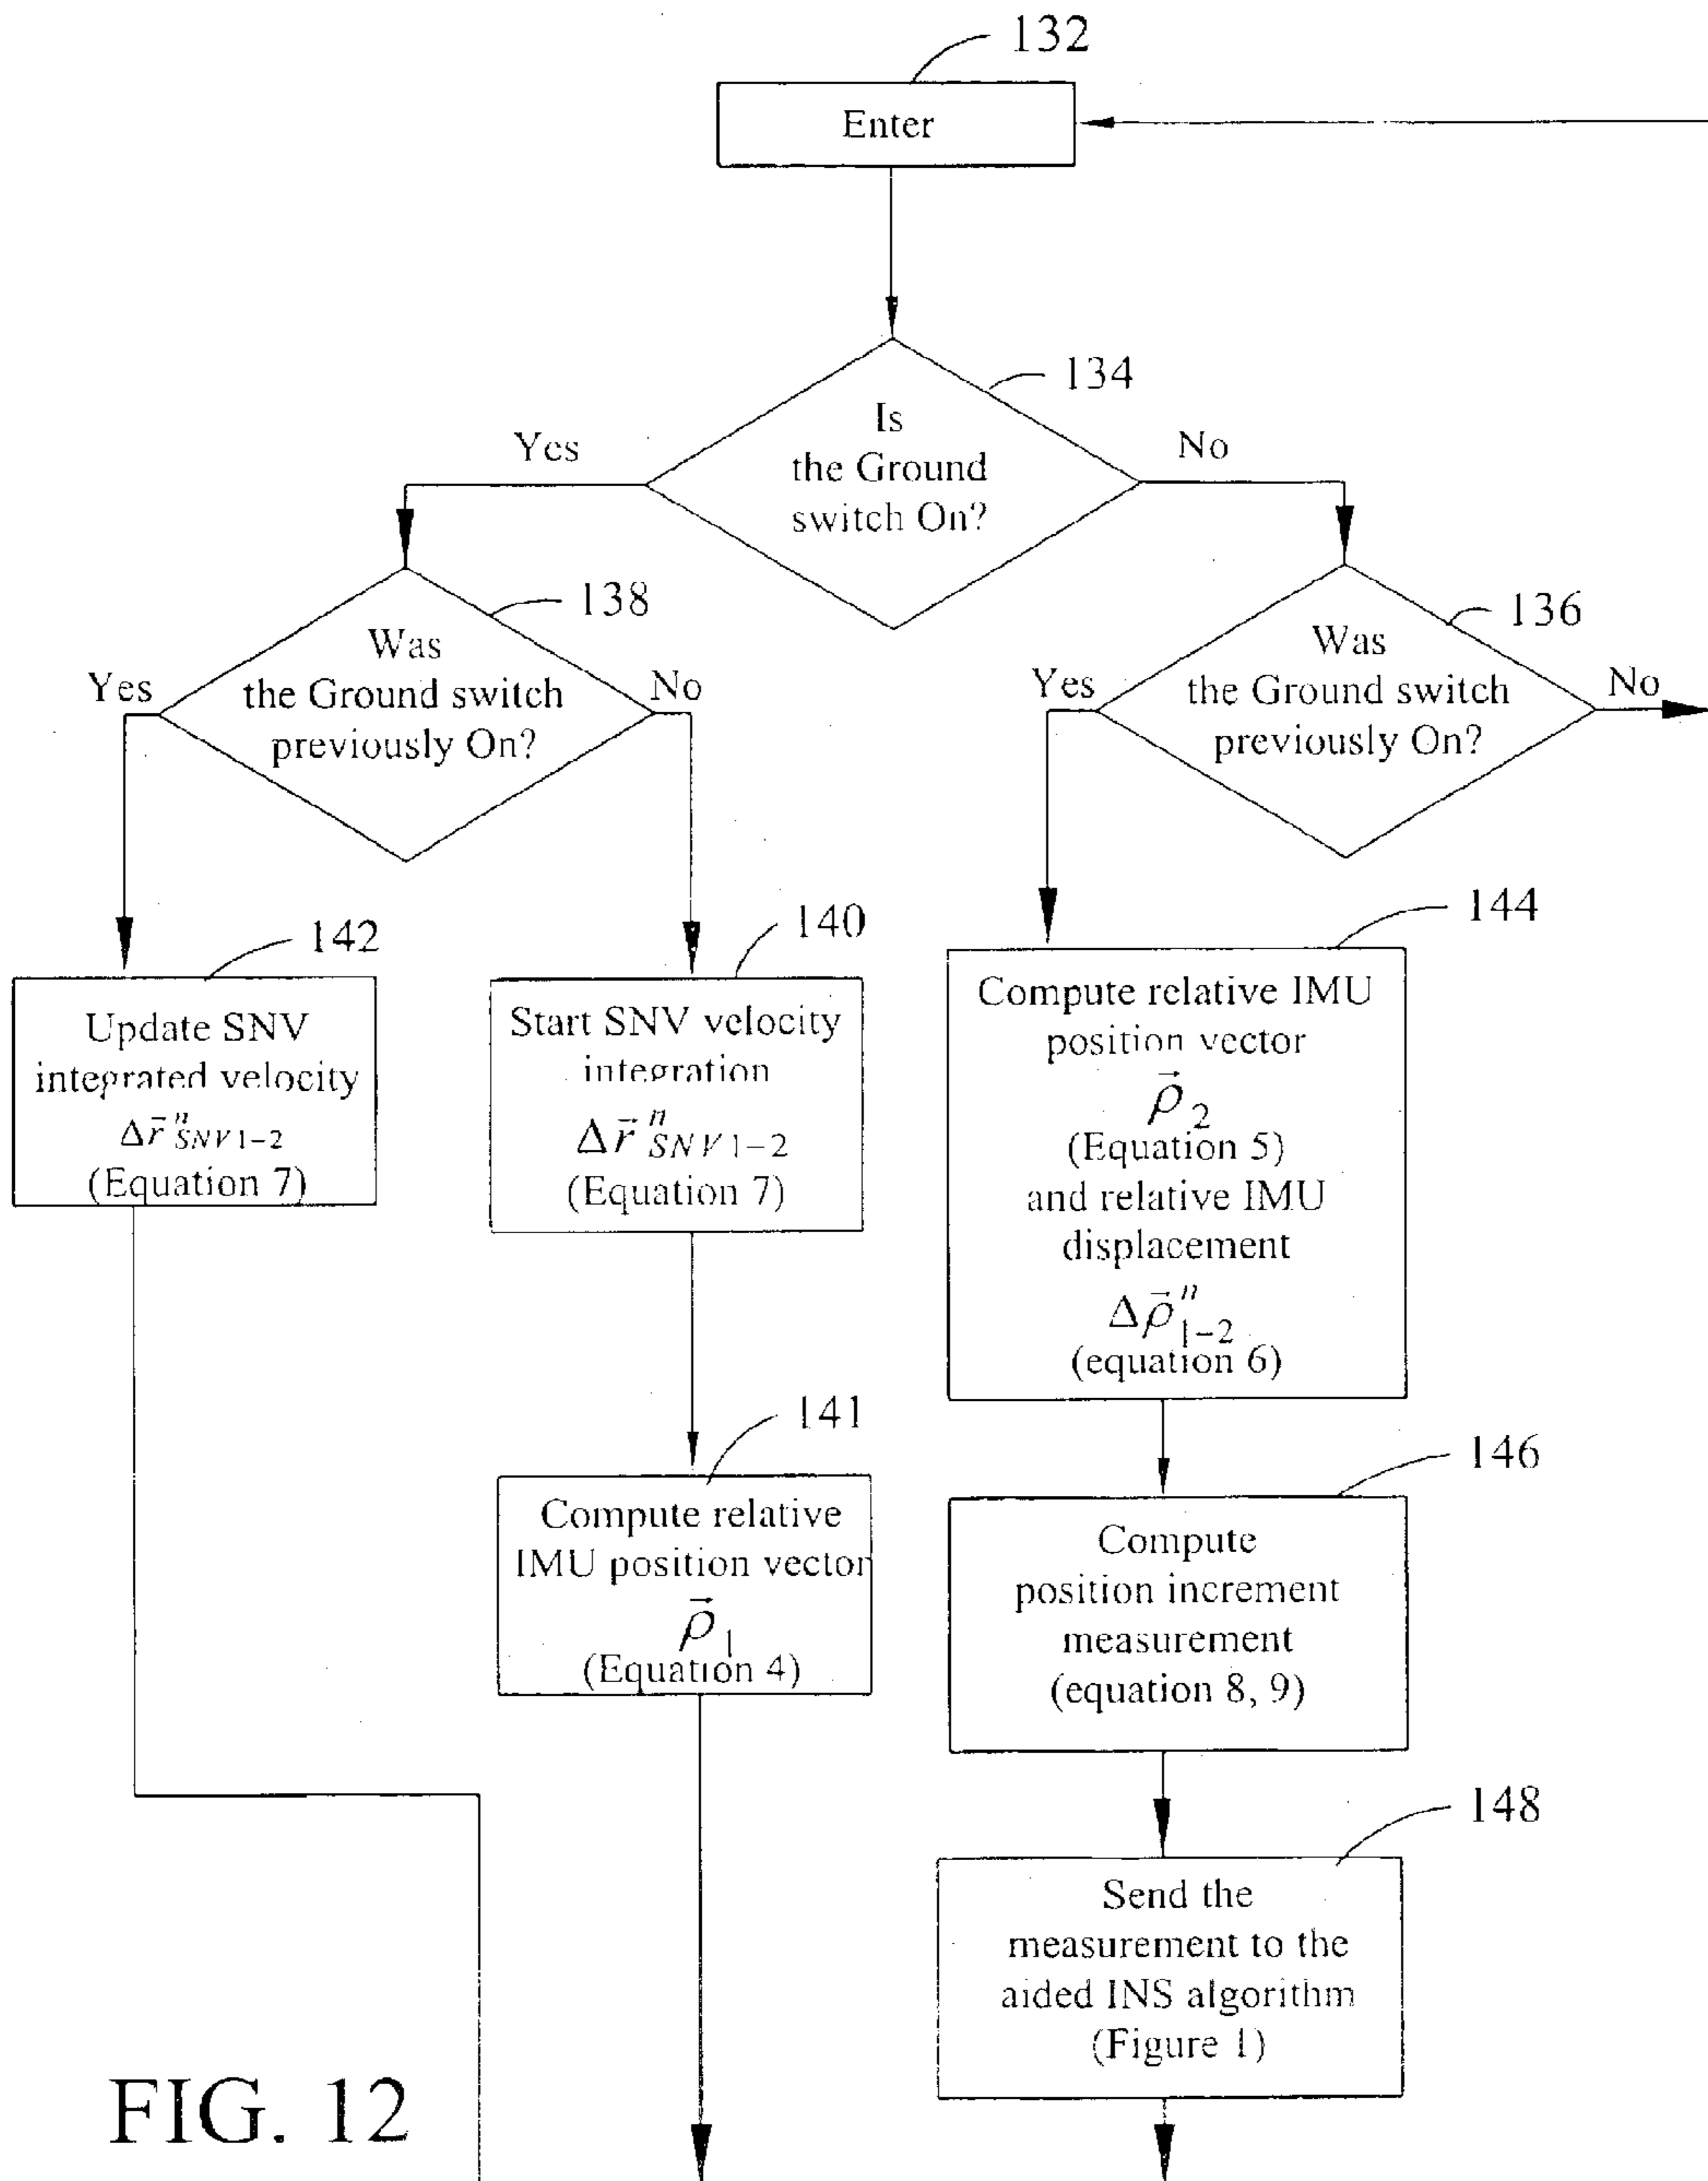 132
Enter
134
Is
the Ground
switch On?
Yes
No
138
Was
the Ground switch
previously On?
Yes
No
136
Was
the Ground switch
previously On?
Yes
No
142
Update SNV
integrated velocity
Δr⃗ⁿSNV1−2
(Equation 7)
140
Start SNV velocity
integration
Δr⃗ⁿSNV1−2
(Equation 7)
144
Compute relative IMU
position vector
ρ⃗₂
(Equation 5)
and relative IMU
displacement
Δρ⃗ⁿ₁₋₂
(equation 6)
141
Compute relative
IMU position vector
ρ⃗₁
(Equation 4)
146
Compute
position increment
measurement
(equation 8, 9)
148
Send the
measurement to the
aided INS algorithm
(Figure 1)
FIG. 12